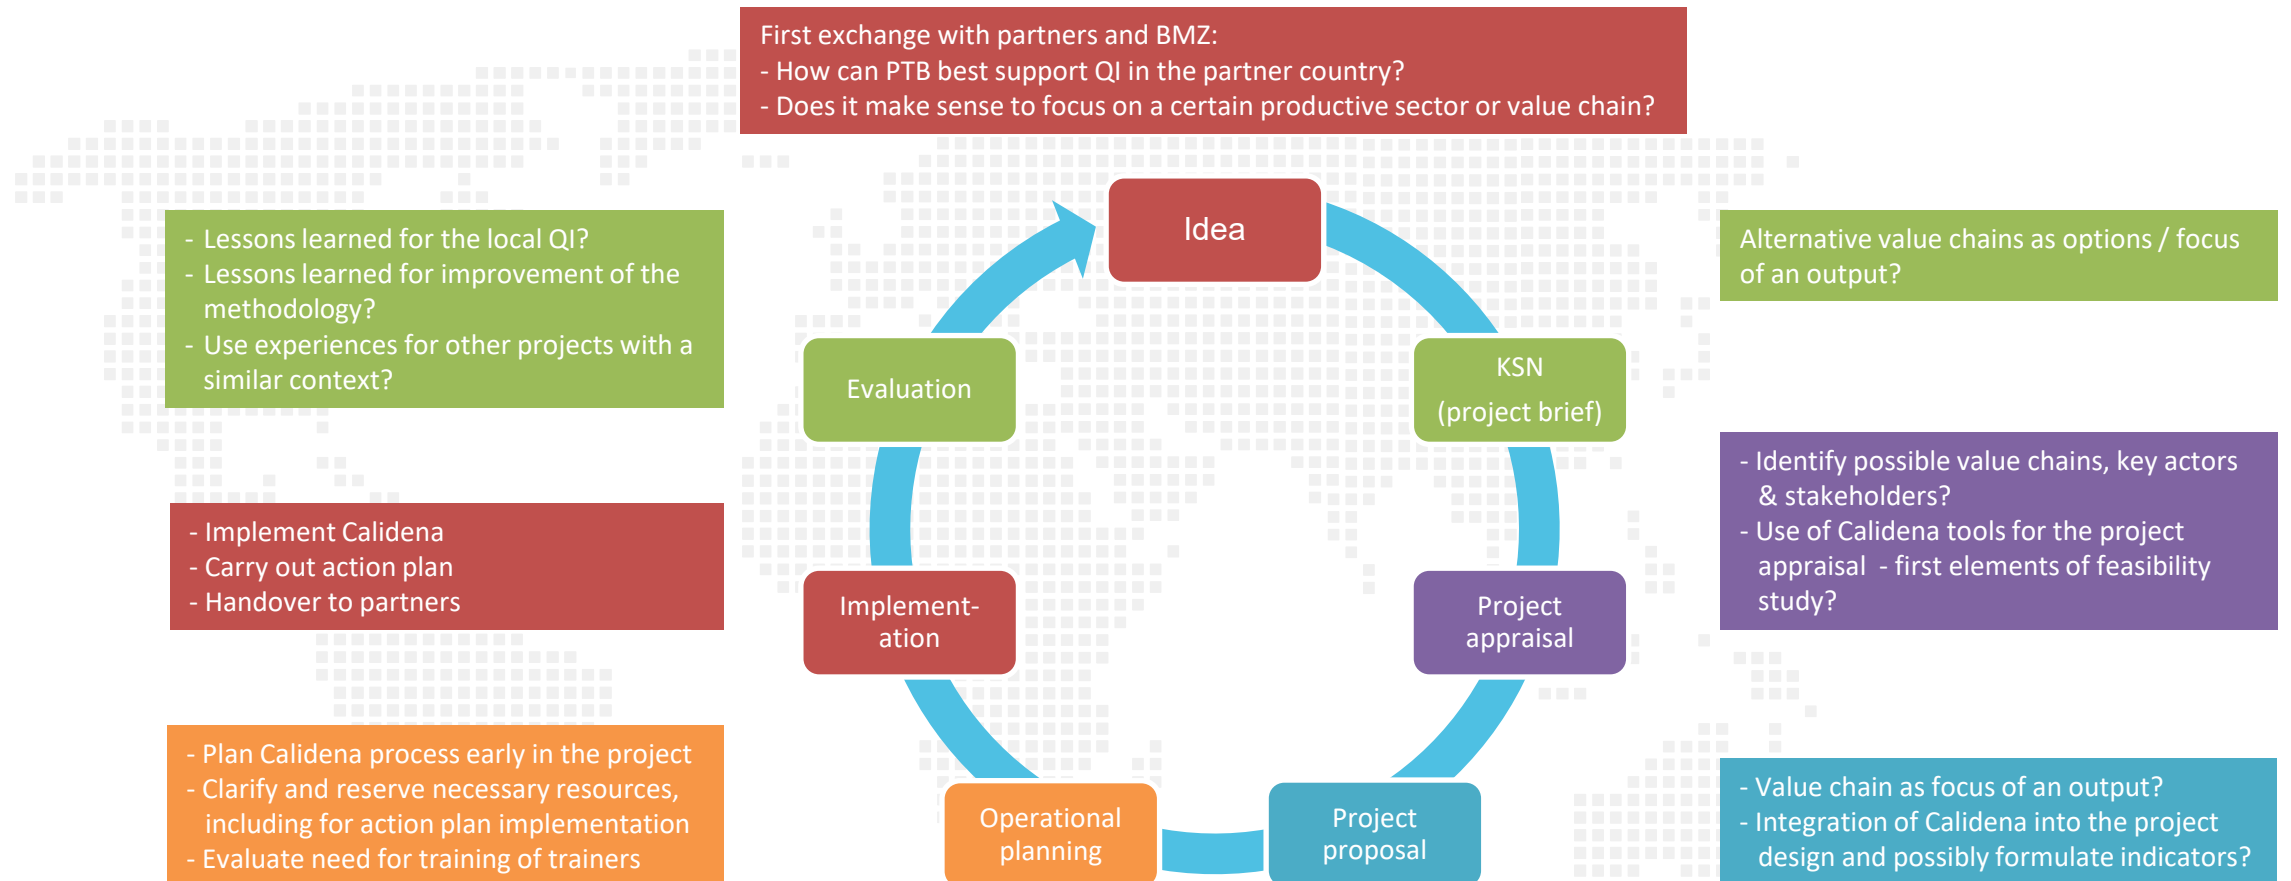 First exchange with partners and BMZ:
- How can PTB best support QI in the partner country?
- Does it make sense to focus on a certain productive sector or value chain?
Idea
- Lessons learned for the local QI?
- Lessons learned for improvement of the
methodology?
- Use experiences for other projects with a
similar context?
Alternative value chains as options / focus
of an output?
Evaluation
KSN
(project brief)
- Identify possible value chains, key actors
& stakeholders?
- Use of Calidena tools for the project
appraisal - first elements of feasibility
study?
- Implement Calidena
- Carry out action plan
- Handover to partners
Implement-
ation
Project
appraisal
- Plan Calidena process early in the project
- Clarify and reserve necessary resources,
including for action plan implementation
- Evaluate need for training of trainers
Operational
planning
Project
proposal
- Value chain as focus of an output?
- Integration of Calidena into the project
design and possibly formulate indicators?